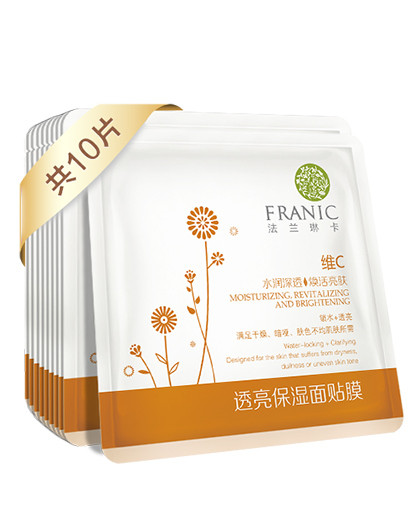 共10片
FRANIC
法兰琳卡
维C
水润深透 焕活亮肤
MOISTURIZING, REVITALIZING
AND BRIGHTENING
锁水+透亮
满足干燥、暗哑、肤色不均肌肤所需
Water-locking + Clarifying
Designed for the skin that suffers from dryness,
dullness or uneven skin tone
透亮保湿面贴膜